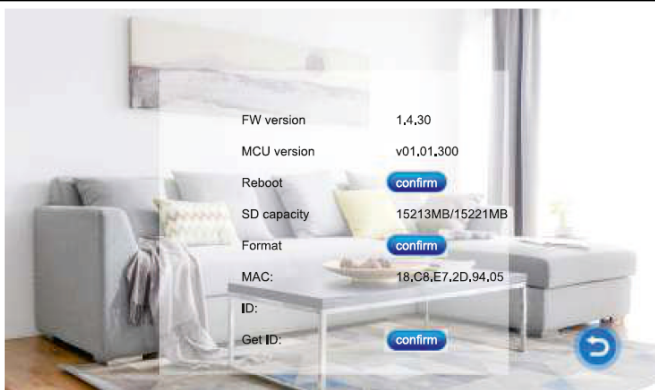 FW version 1.4.30
MCU version v01.01.300
Reboot confirm
SD capacity 15213MB/15221MB
Format confirm
MAC: 18,C8,E7,2D,94,05
ID:
Get ID: confirm